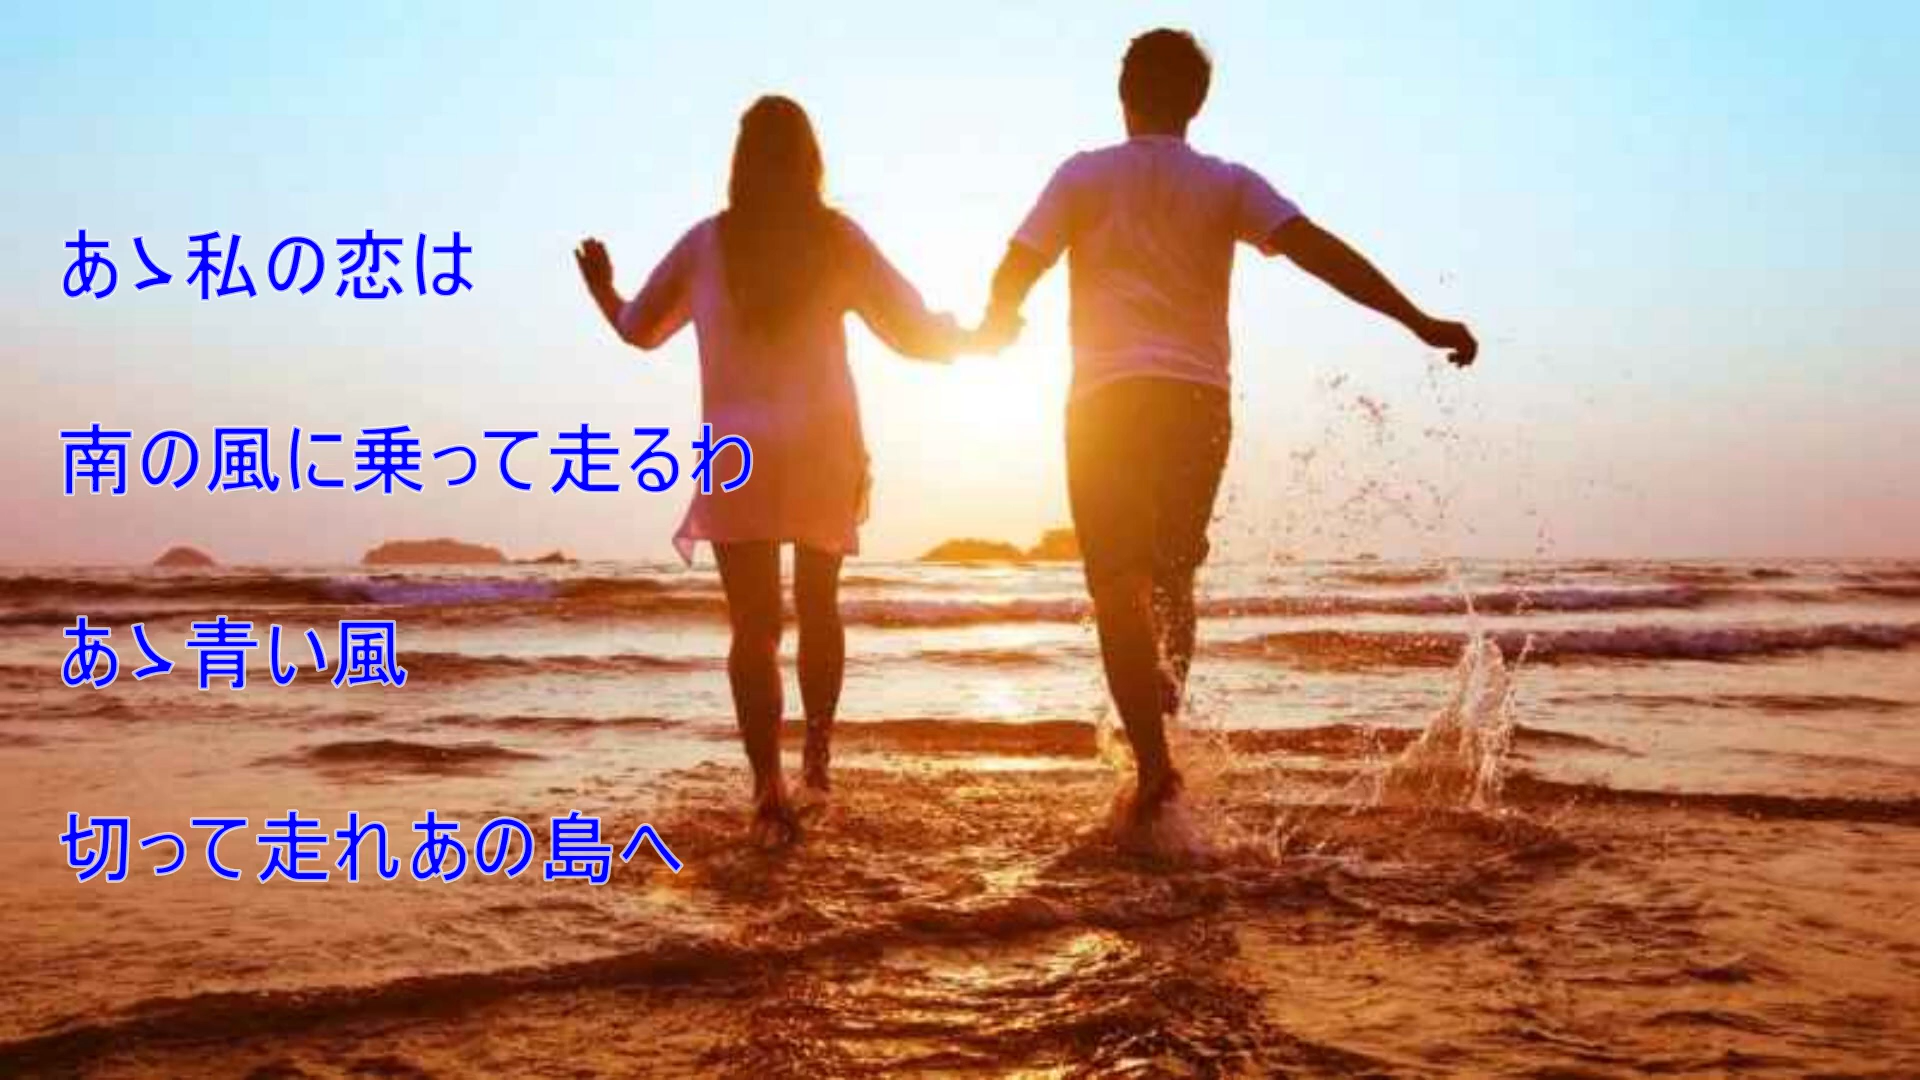 あゝ私の恋は
南の風に乗って走るわ
あゝ青い風
切って走れあの島へ